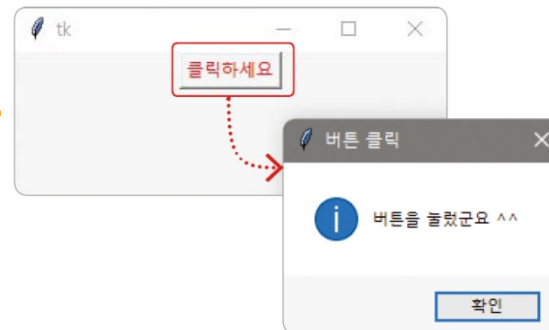 tk
클릭하세요
버튼 클릭
버튼을 눌렀군요 ^^
확인